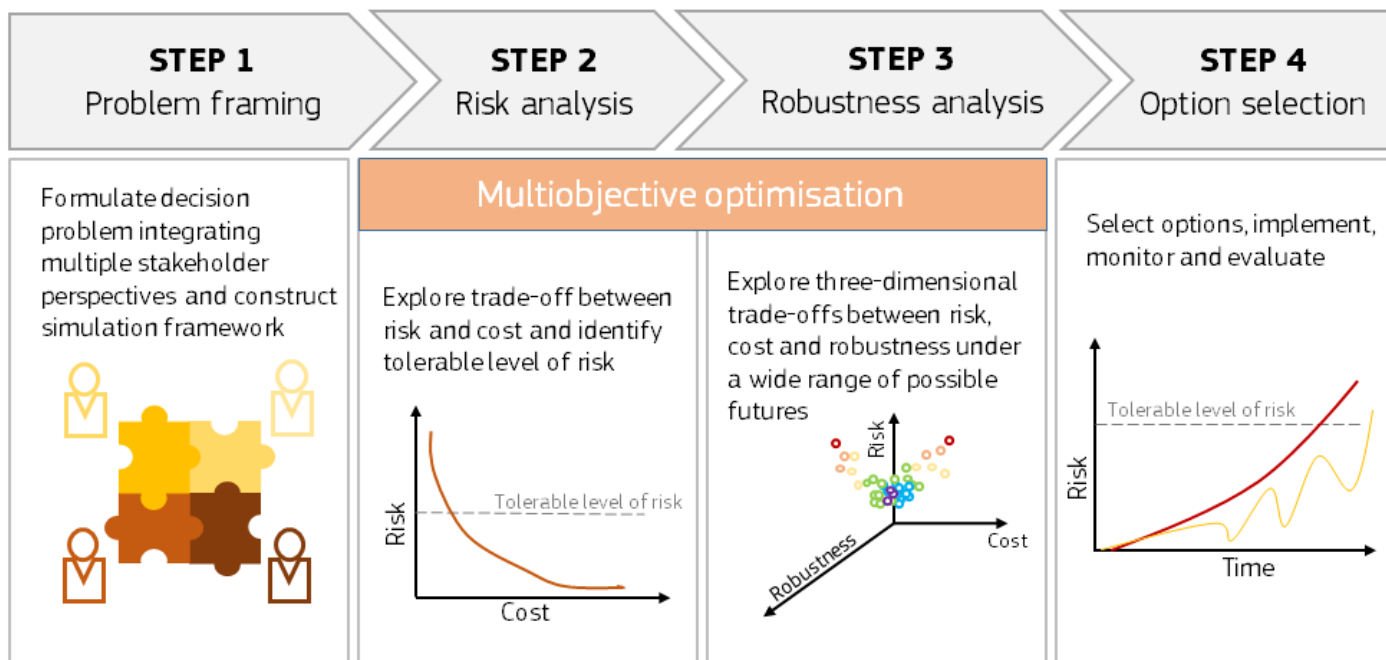 STEP 1
Problem framing
STEP 2
Risk analysis
STEP 3
Robustness analysis
STEP 4
Option selection
Formulate decision
problem integrating
multiple stakeholder
perspectives and construct
simulation framework
Multiobjective optimisation
Explore trade-off between
risk and cost and identify
tolerable level of risk
Tolerable level of risk
Risk
Cost
Explore three-dimensional
trade-offs between risk,
cost and robustness under
a wide range of possible
futures
Risk
Cost
Robustness
Select options, implement,
monitor and evaluate
Tolerable level of risk
Risk
Time